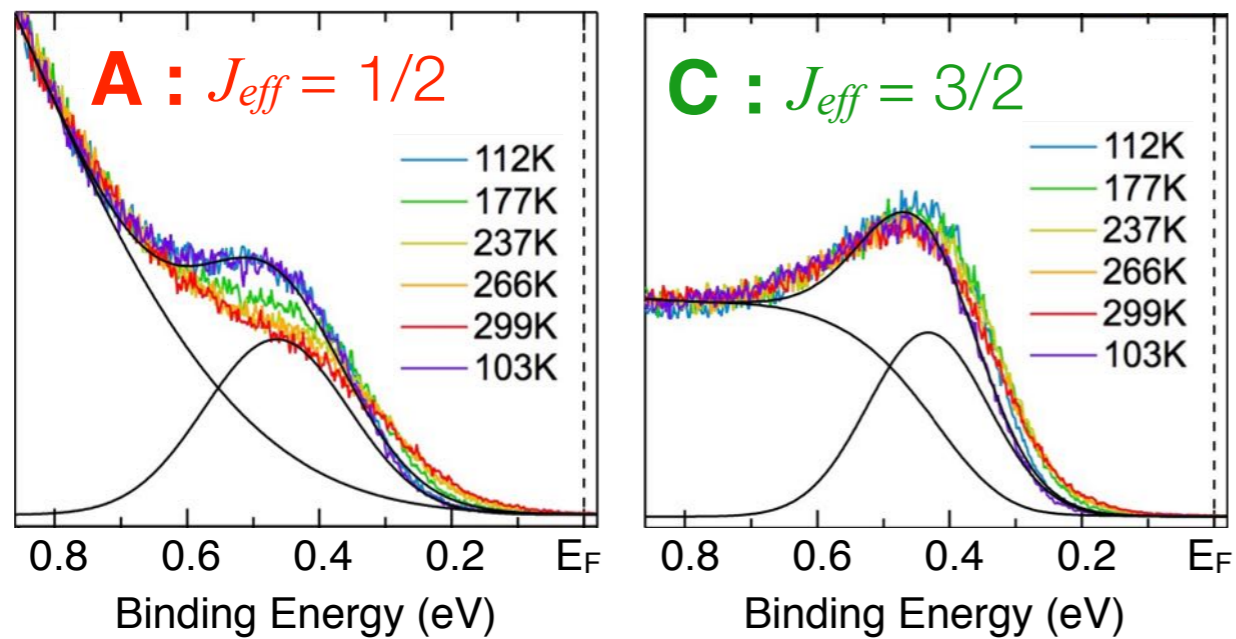 A : Jeff = 1/2
112K
177K
237K
266K
299K
103K
0.8 0.6 0.4 0.2 EF
Binding Energy (eV)
C : Jeff = 3/2
112K
177K
237K
266K
299K
103K
0.8 0.6 0.4 0.2 EF
Binding Energy (eV)